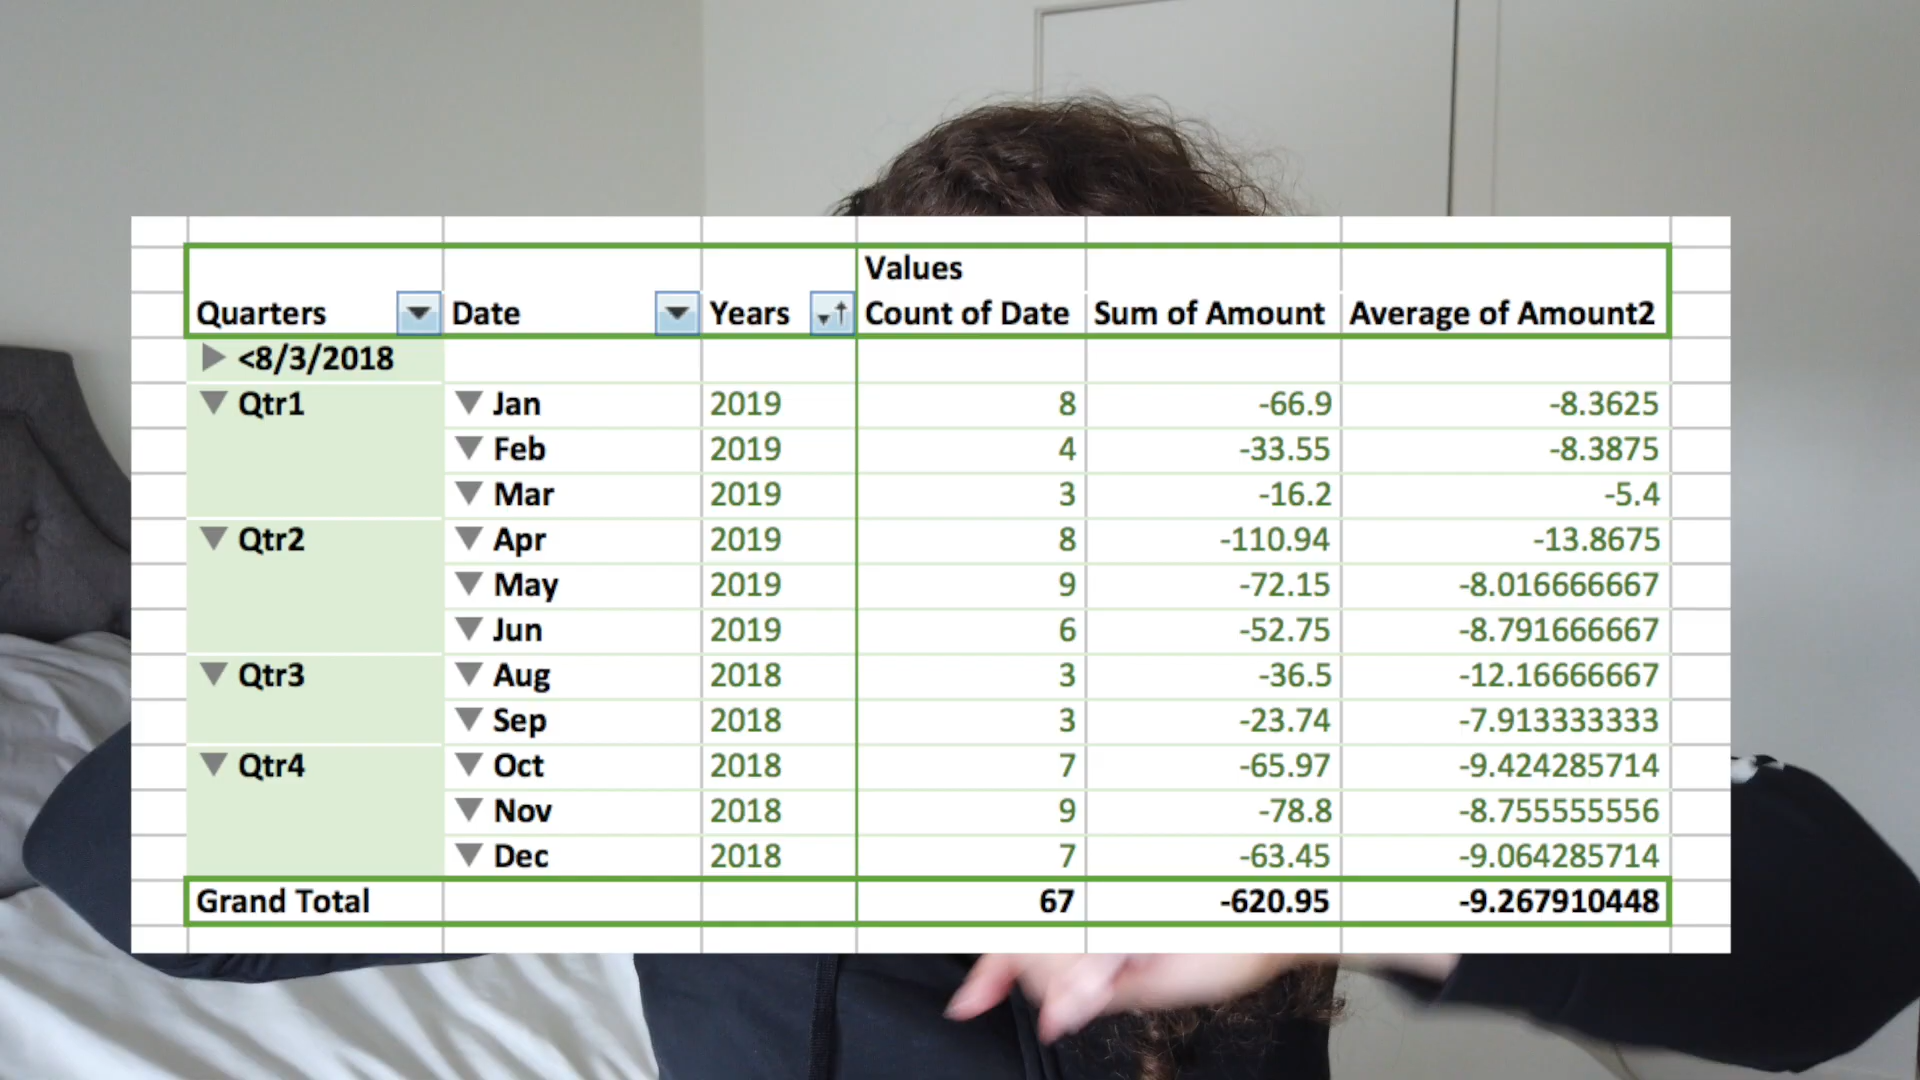 Values
Quarters Date Years Count of Date Sum of Amount Average of Amount2
<8/3/2018
Qtr1 Jan 2019 8 -66.9 -8.3625
Feb 2019 4 -33.55 -8.3875
Mar 2019 3 -16.2 -5.4
Qtr2 Apr 2019 8 -110.94 -13.8675
May 2019 9 -72.15 -8.016666667
Jun 2019 6 -52.75 -8.791666667
Qtr3 Aug 2018 3 -36.5 -12.16666667
Sep 2018 3 -23.74 -7.913333333
Qtr4 Oct 2018 7 -65.97 -9.424285714
Nov 2018 9 -78.8 -8.755555556
Dec 2018 7 -63.45 -9.064285714
Grand Total 67 -620.95 -9.267910448